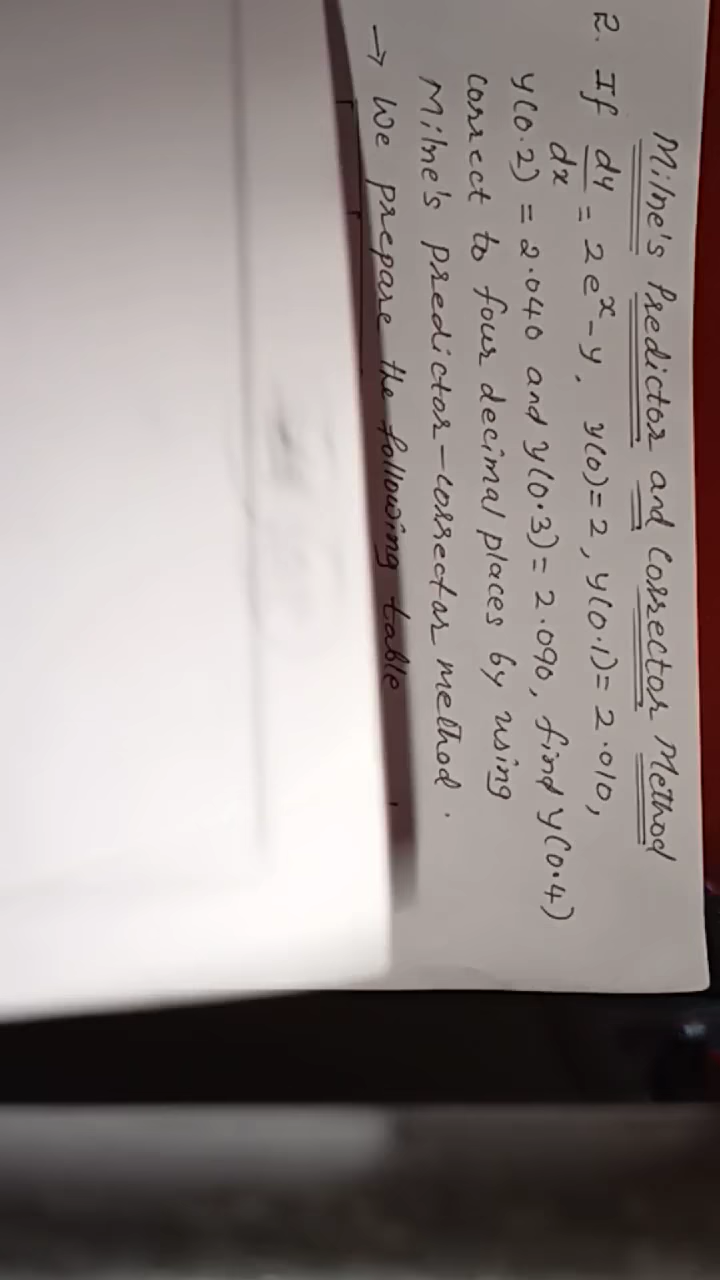 Milne's Predictor and Corrector Method
2. If dy/dx = 2e^x - y, y(0) = 2, y(0.1) = 2.010,
y(0.2) = 2.040 and y(0.3) = 2.090, find y(0.4)
correct to four decimal places by using
Milne's predictor-corrector method.
→ We prepare the following table